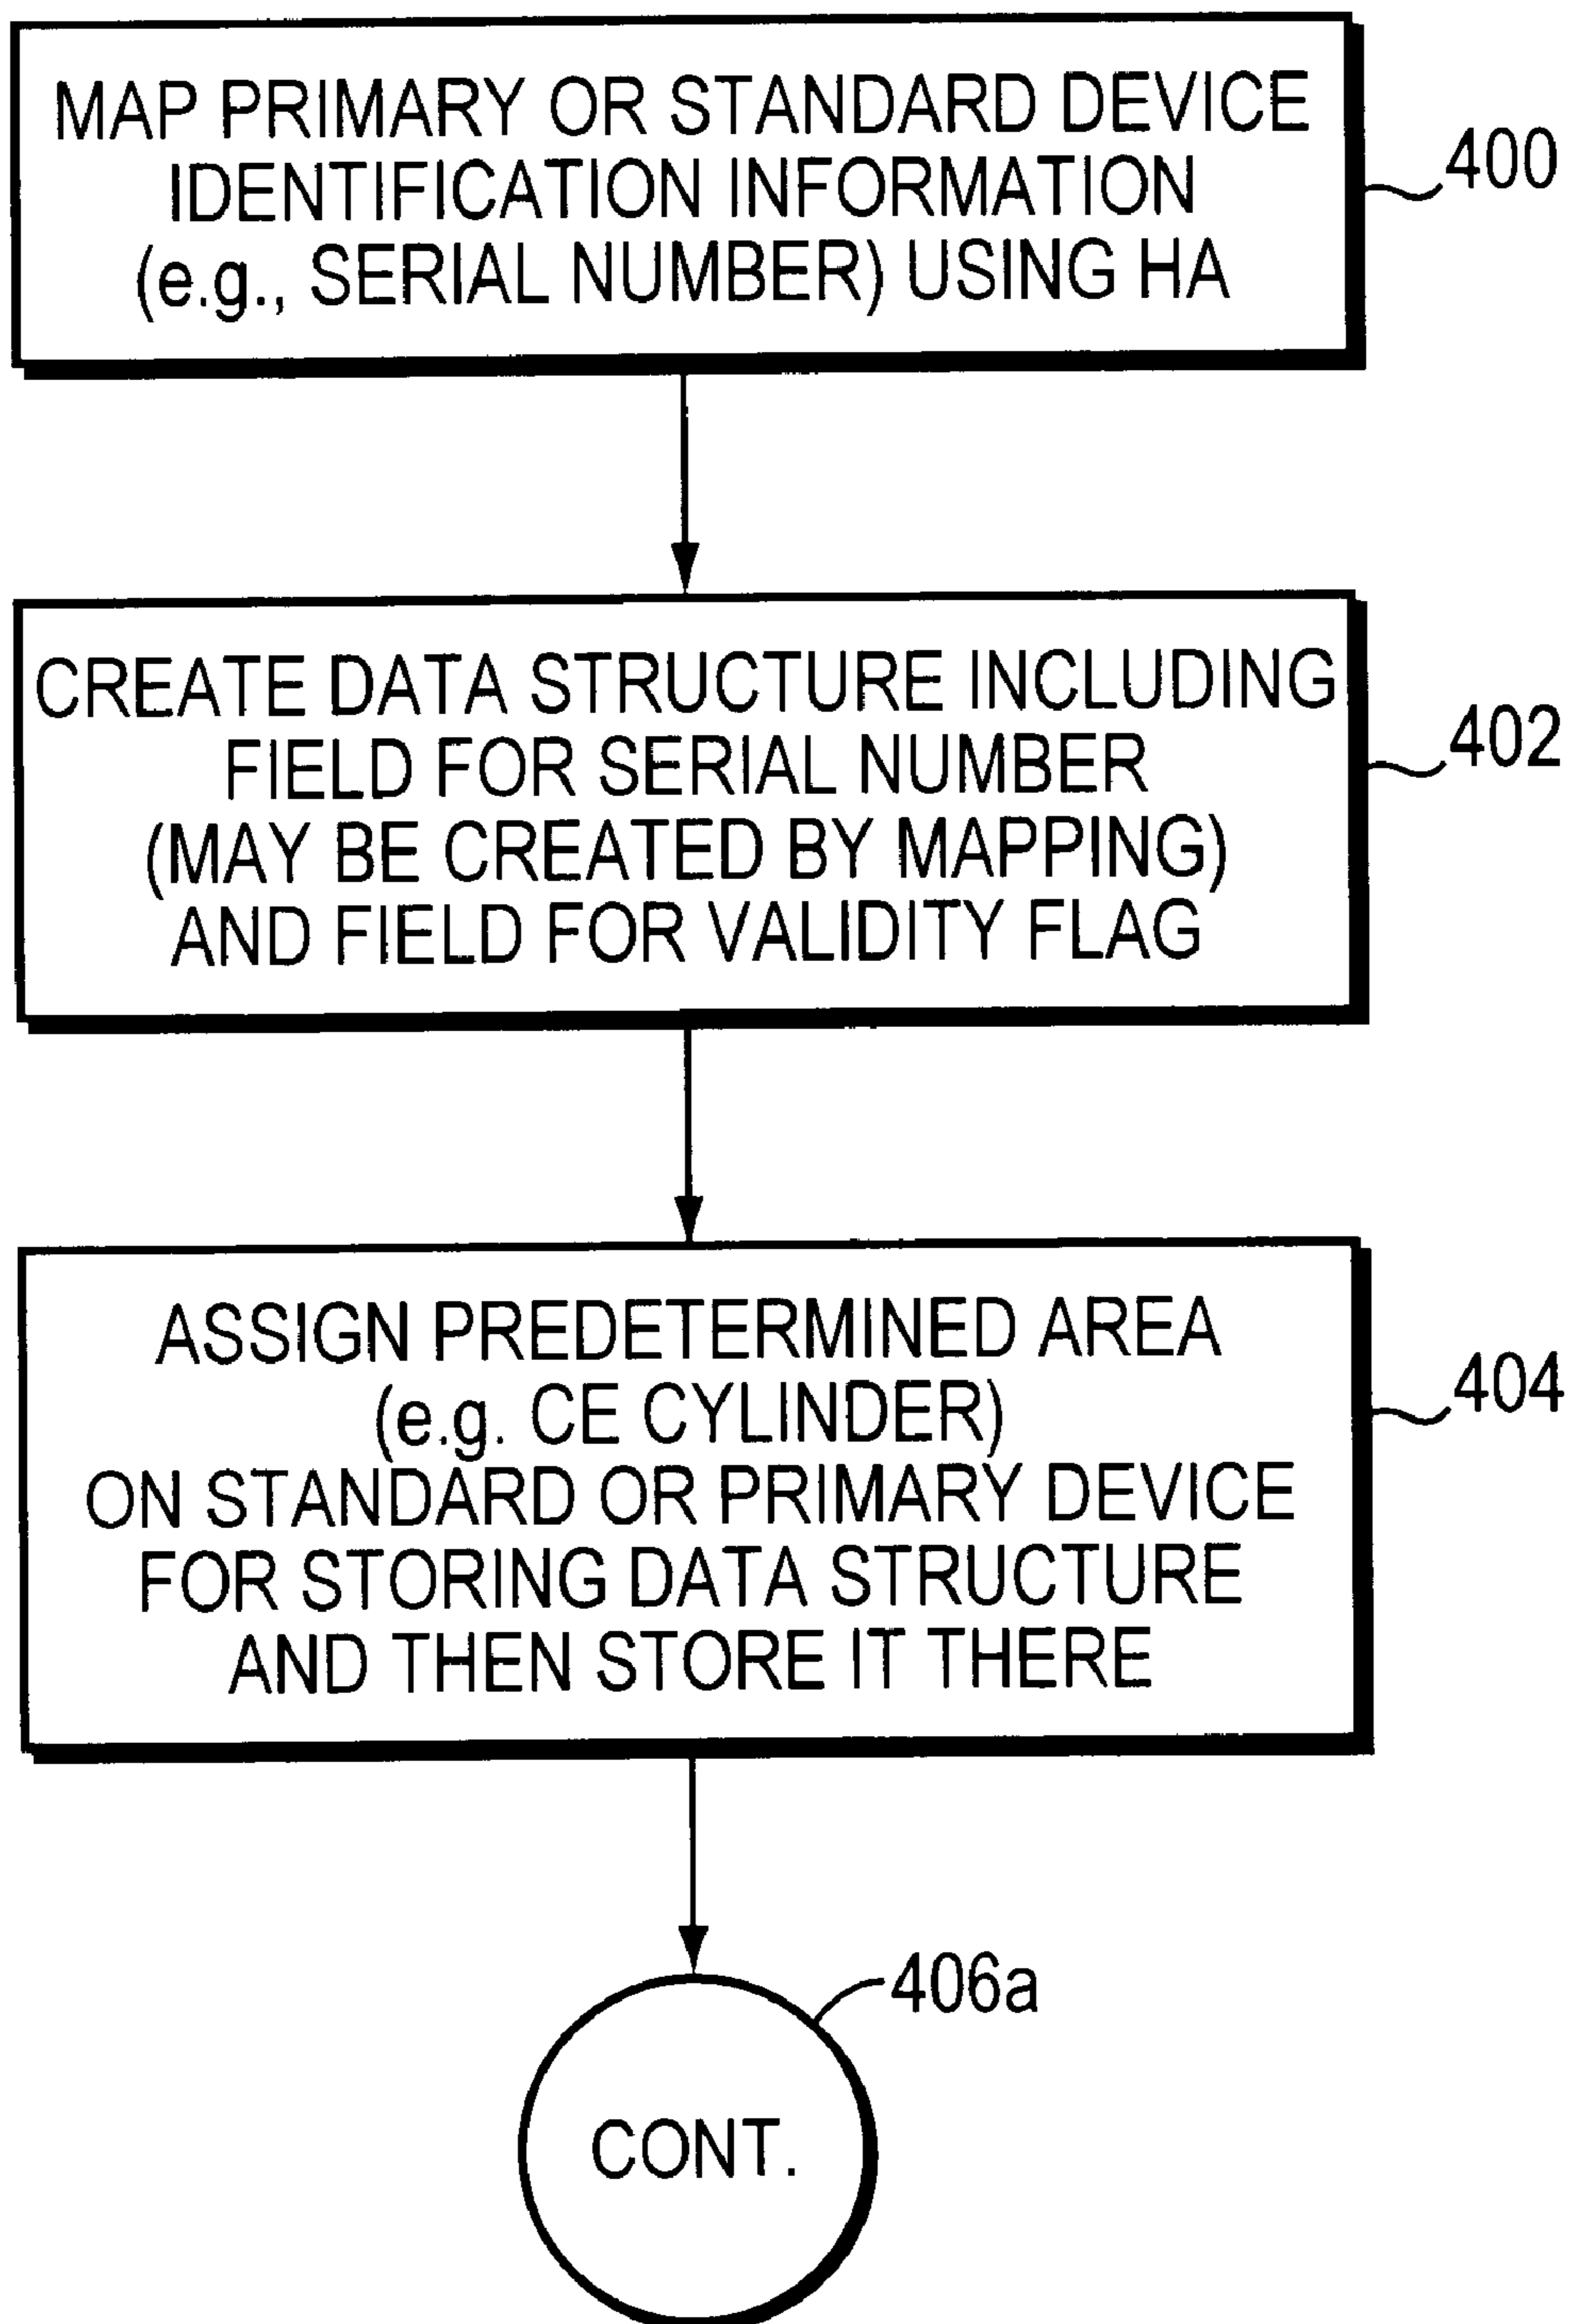 MAP PRIMARY OR STANDARD DEVICE
IDENTIFICATION INFORMATION
(e.g., SERIAL NUMBER) USING HA
400
CREATE DATA STRUCTURE INCLUDING
FIELD FOR SERIAL NUMBER
(MAY BE CREATED BY MAPPING)
AND FIELD FOR VALIDITY FLAG
402
ASSIGN PREDETERMINED AREA
(e.g. CE CYLINDER)
ON STANDARD OR PRIMARY DEVICE
FOR STORING DATA STRUCTURE
AND THEN STORE IT THERE
404
406a
CONT.